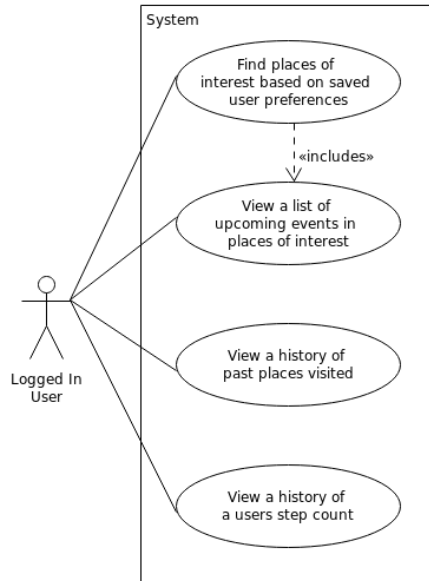 System
Find places of
interest based on saved
user preferences
«includes»
View a list of
upcoming events in
places of interest
Logged In
User
View a history of
past places visited
View a history of
a users step count